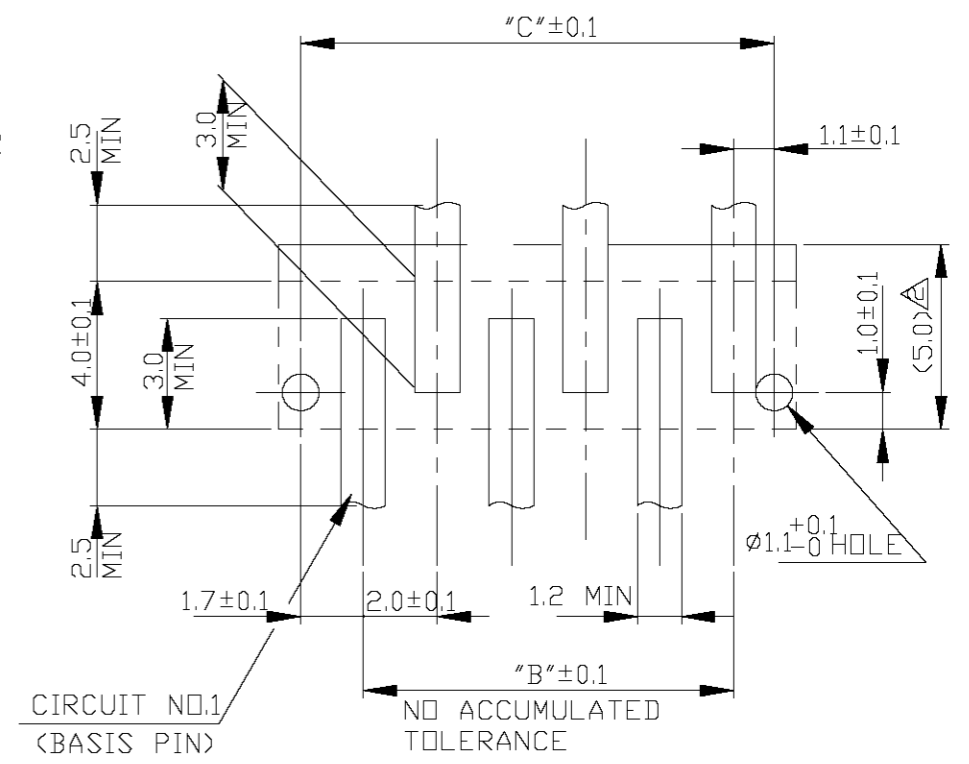 "C"±0.1
3.0
MIN
2.5
MIN
1.1±0.1
4.0±0.1
3.0
MIN
1.0±0.1
(5.0)
2
2.5
MIN
ø1.1+0.1
-0 HOLE
1.7±0.1
2.0±0.1
1.2 MIN
"B"±0.1
CIRCUIT NO.1
(BASIS PIN)
NO ACCUMULATED
TOLERANCE